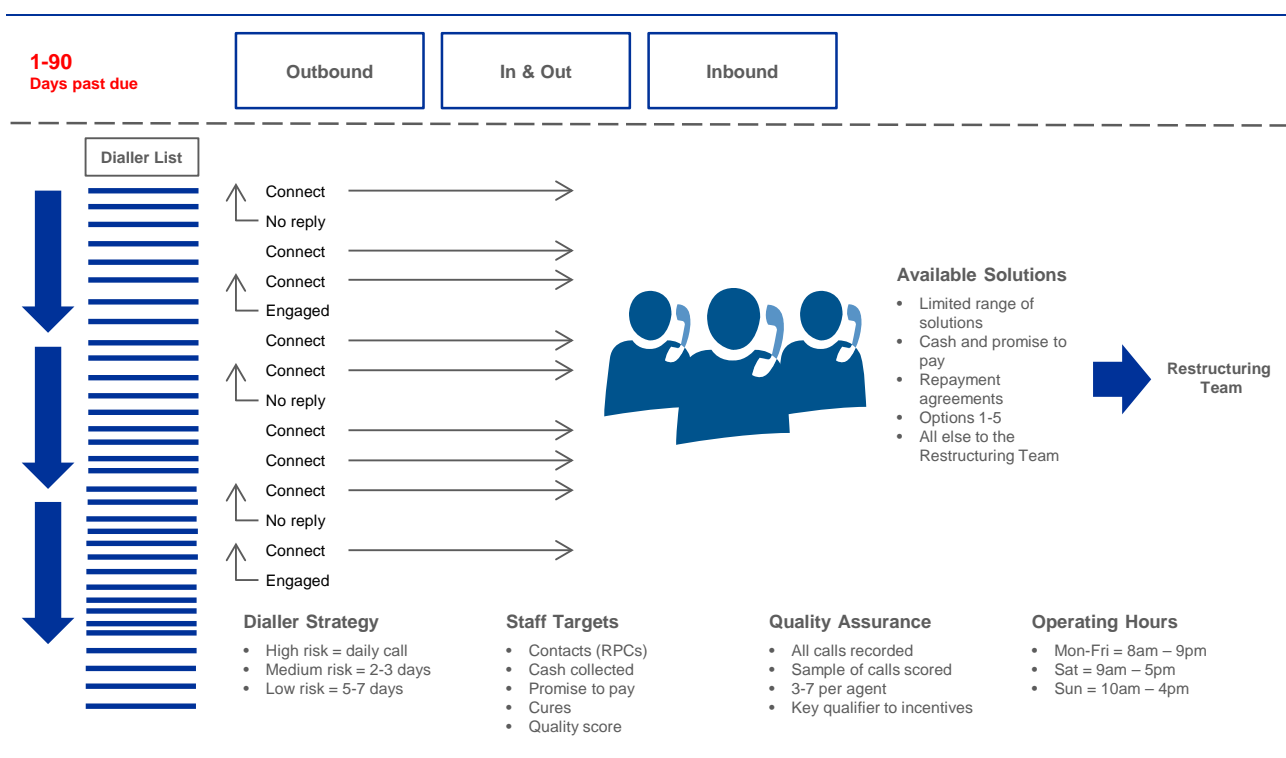 1-90
Days past due
Outbound
In & Out
Inbound
Dialler List
Connect
No reply
Connect
Connect
Engaged
Connect
Connect
No reply
Connect
Connect
Connect
No reply
Connect
Engaged
Available Solutions
• Limited range of
solutions
• Cash and promise to
pay
• Repayment
agreements
• Options 1-5
• All else to the
Restructuring Team
Restructuring
Team
Dialler Strategy
• High risk = daily call
• Medium risk = 2-3 days
• Low risk = 5-7 days
Staff Targets
• Contacts (RPCs)
• Cash collected
• Promise to pay
• Cures
• Quality score
Quality Assurance
• All calls recorded
• Sample of calls scored
• 3-7 per agent
• Key qualifier to incentives
Operating Hours
• Mon-Fri = 8am – 9pm
• Sat = 9am – 5pm
• Sun = 10am – 4pm